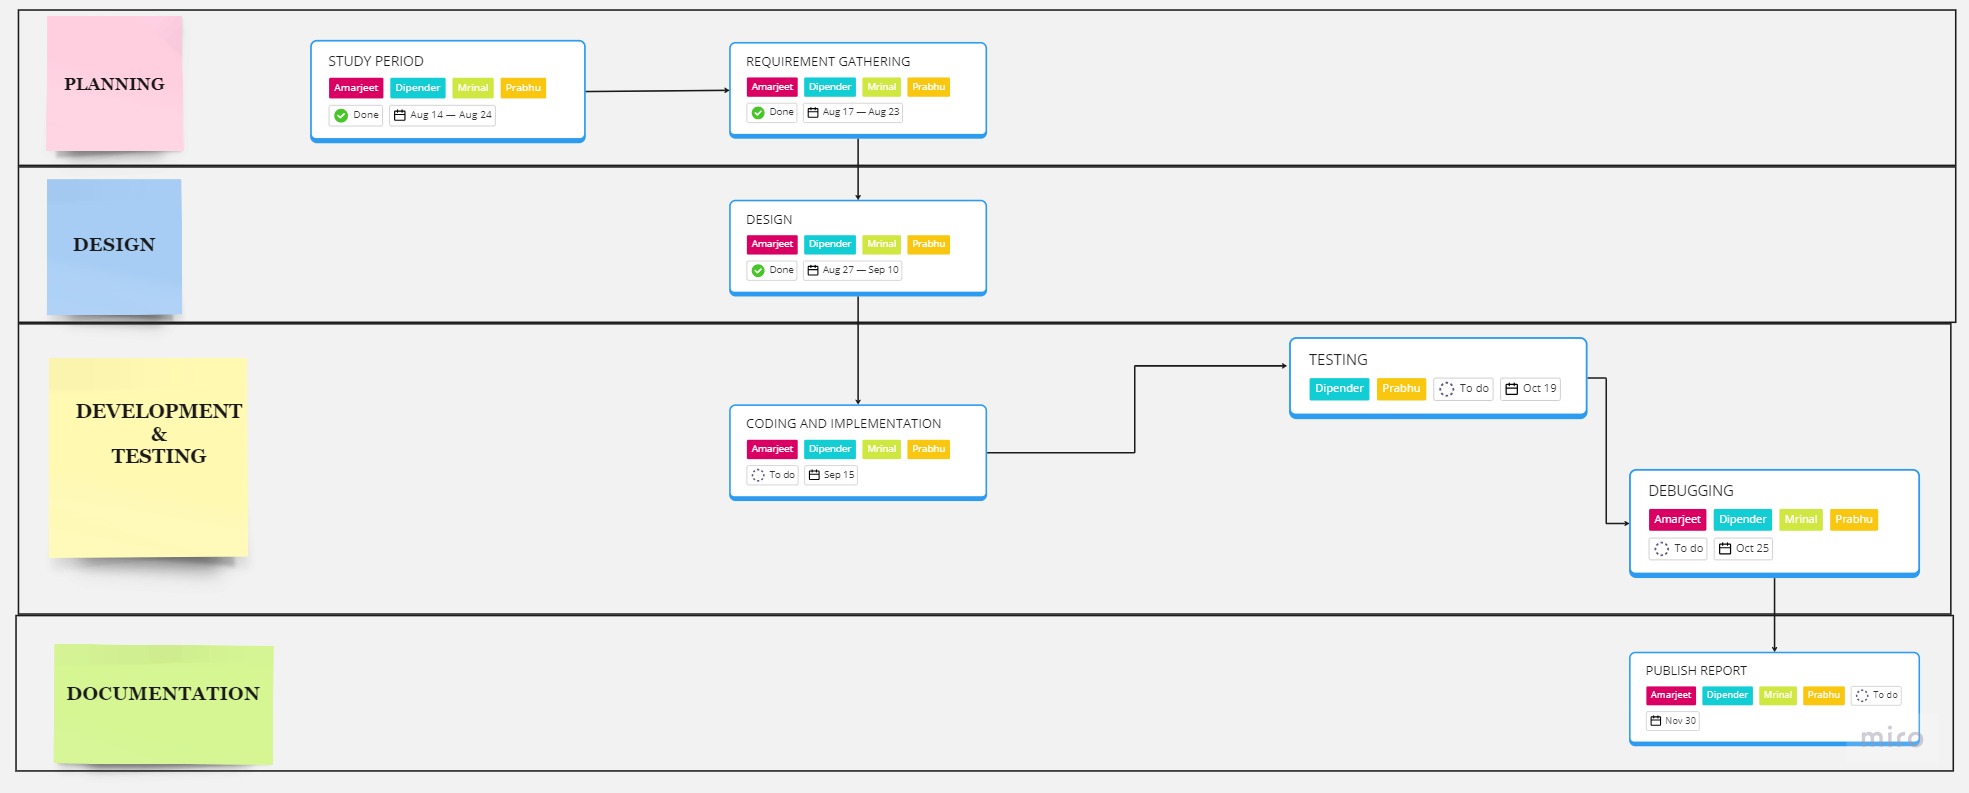 PLANNING
STUDY PERIOD
Amarjeet Dipender Mrinal Prabhu
Done Aug 14 — Aug 24
REQUIREMENT GATHERING
Amarjeet Dipender Mrinal Prabhu
Done Aug 17 — Aug 23
DESIGN
DESIGN
Amarjeet Dipender Mrinal Prabhu
Done Aug 27 — Sep 10
DEVELOPMENT
&
TESTING
CODING AND IMPLEMENTATION
Amarjeet Dipender Mrinal Prabhu
To do Sep 15
TESTING
Dipender Prabhu To do Oct 19
DEBUGGING
Amarjeet Dipender Mrinal Prabhu
To do Oct 25
DOCUMENTATION
PUBLISH REPORT
Amarjeet Dipender Mrinal Prabhu To do
Nov 30
miro